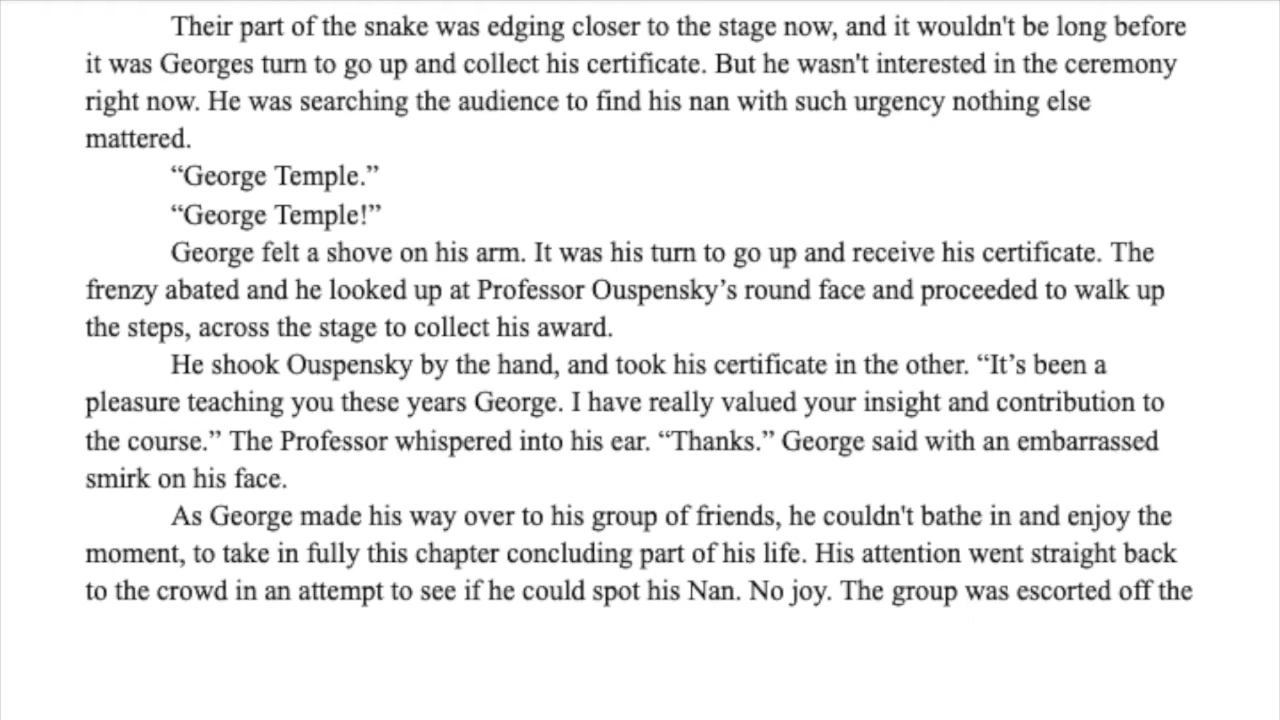 Their part of the snake was edging closer to the stage now, and it wouldn't be long before
it was Georges turn to go up and collect his certificate. But he wasn't interested in the ceremony
right now. He was searching the audience to find his nan with such urgency nothing else
mattered.
“George Temple.”
“George Temple!”
George felt a shove on his arm. It was his turn to go up and receive his certificate. The
frenzy abated and he looked up at Professor Ouspensky’s round face and proceeded to walk up
the steps, across the stage to collect his award.
He shook Ouspensky by the hand, and took his certificate in the other. “It’s been a
pleasure teaching you these years George. I have really valued your insight and contribution to
the course.” The Professor whispered into his ear. “Thanks.” George said with an embarrassed
smirk on his face.
As George made his way over to his group of friends, he couldn't bathe in and enjoy the
moment, to take in fully this chapter concluding part of his life. His attention went straight back
to the crowd in an attempt to see if he could spot his Nan. No joy. The group was escorted off the